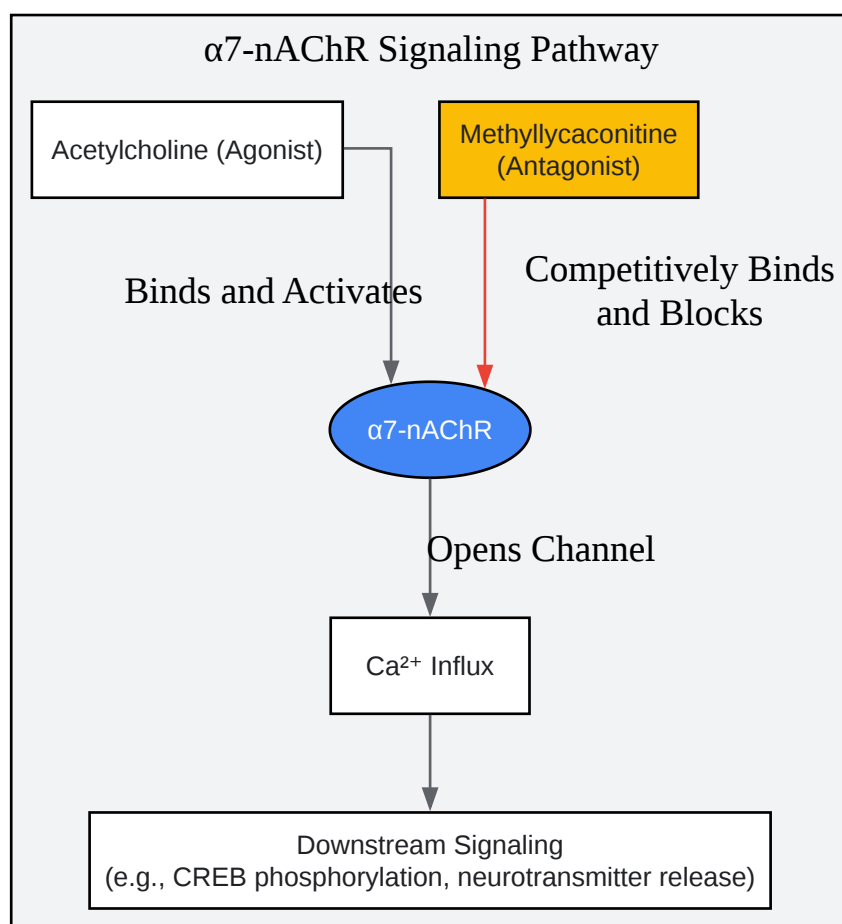 α7-nAChR Signaling Pathway
Acetylcholine (Agonist)
Methyllycaconitine
(Antagonist)
Binds and Activates
Competitively Binds
and Blocks
α7-nAChR
Opens Channel
Ca²⁺ Influx
Downstream Signaling
(e.g., CREB phosphorylation, neurotransmitter release)